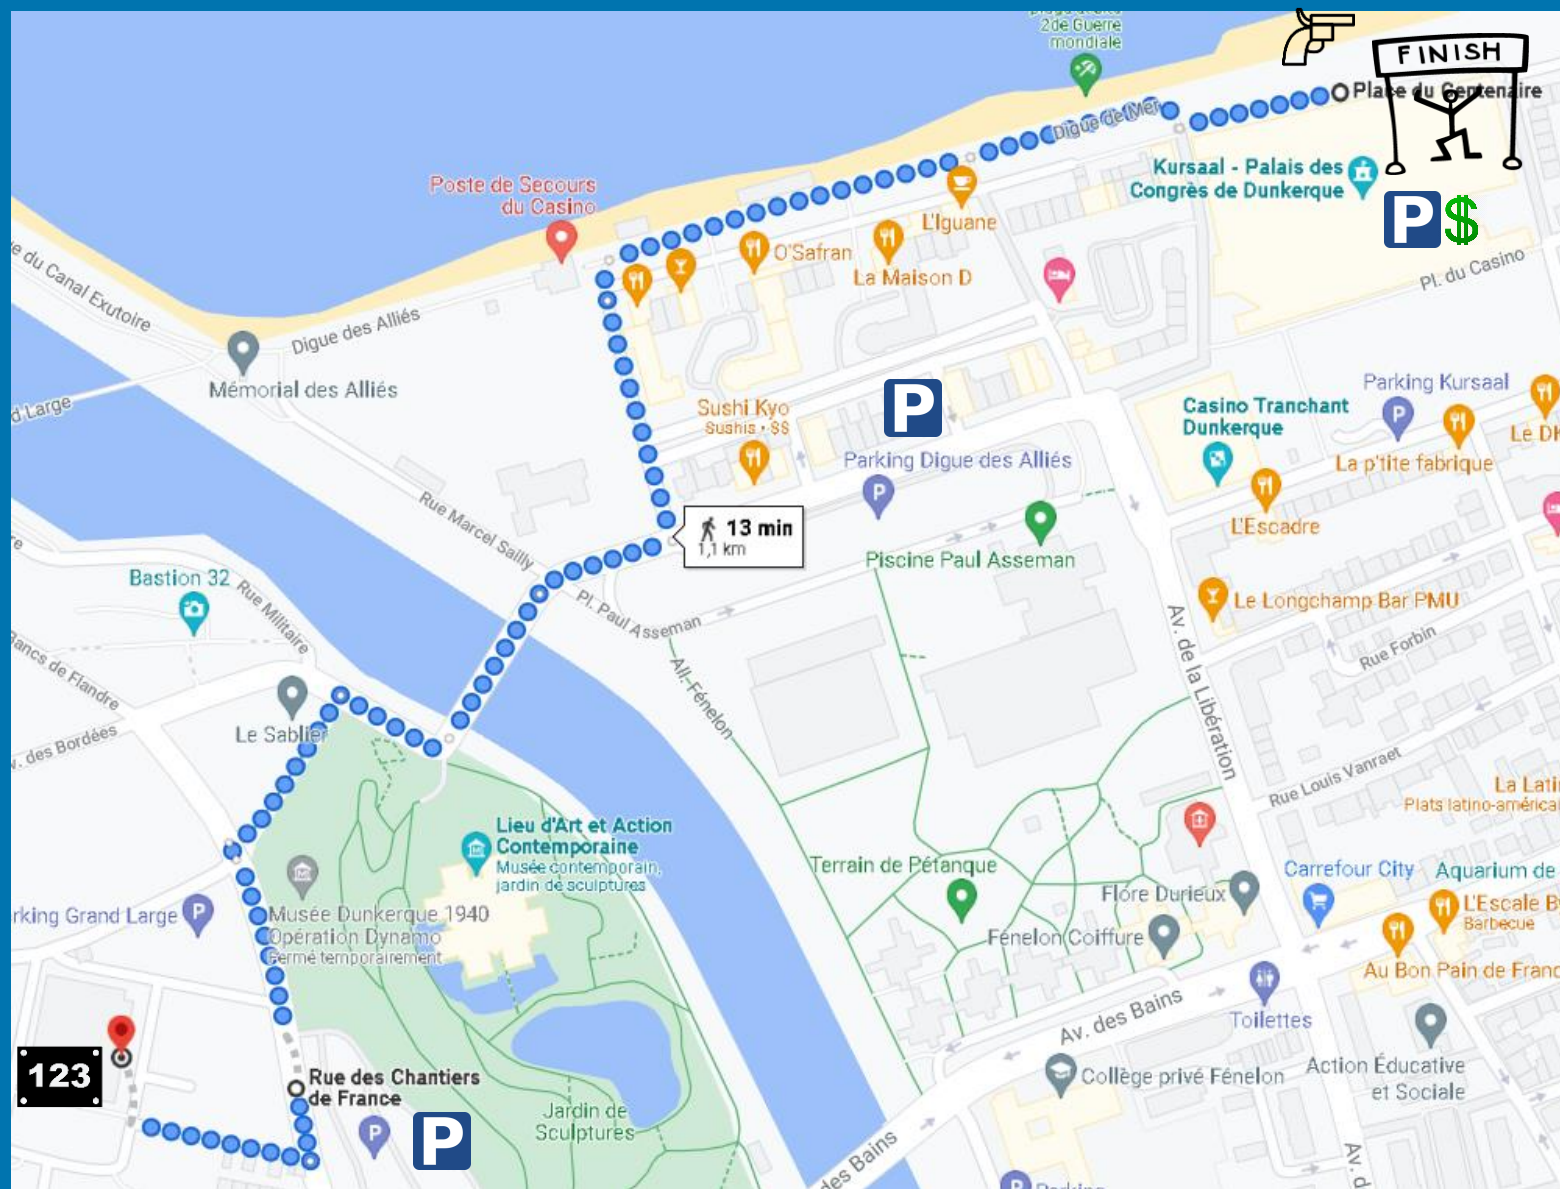 2de Guerre
mondiale
FINISH
Place du Centenaire
Digue de Mer
Kursaal - Palais des
Congrès de Dunkerque
P$
Pl. du Casino
Poste de Secours
du Casino
L'Iguane
O'Safran
La Maison D
e du Canal Exutoire
Digue des Alliés
Mémorial des Alliés
d Large
Sushi Kyo
Sushis • $$
P
Parking Digue des Alliés
P
Casino Tranchant
Dunkerque
Parking Kursaal
P
Le DK
La p'tite fabrique
L'Escadre
Rue Marcel Sailly
13 min
1,1 km
Piscine Paul Asseman
Bastion 32
Rue Militaire
Pl. Paul Asseman
Le Longchamp Bar PMU
Rue Forbin
Bancs de Flandre
All. Fénelon
Av. de la Libération
Le Sablier
v. des Bordées
Rue Louis Vanraet
La Latin
Plats latino-américai
Lieu d'Art et Action
Contemporaine
Musée contemporain,
jardin de sculptures
Terrain de Pétanque
Carrefour City
Aquarium de
Flore Durieux
L'Escale B
Barbecue
rking Grand Large
P
Musée Dunkerque 1940
Opération Dynamo
Fermé temporairement
Fénelon Coiffure
Au Bon Pain de Franc
Av. des Bains
Toilettes
123
Rue des Chantiers
de France
Collège privé Fénelon
Action Éducative
et Sociale
P
P
Jardin de
Sculptures
des Bains
Av. d
P
Parking